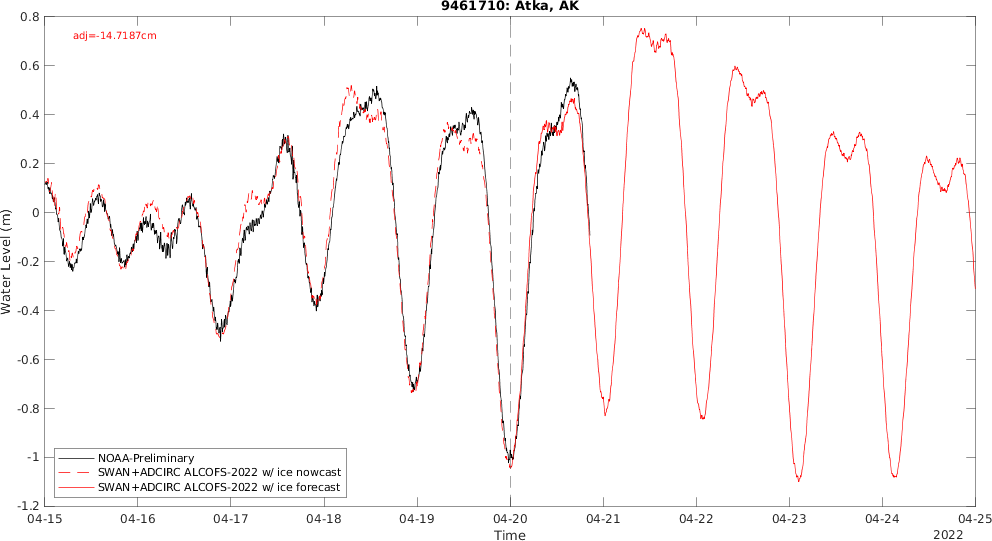 9461710: Atka, AK
adj=-14.7187cm
0.8
0.6
0.4
0.2
0
-0.2
-0.4
-0.6
-0.8
-1
-1.2
Water Level (m)
NOAA-Preliminary
SWAN+ADCIRC ALCOFS-2022 w/ ice nowcast
SWAN+ADCIRC ALCOFS-2022 w/ ice forecast
04-15 04-16 04-17 04-18 04-19 04-20 04-21 04-22 04-23 04-24 04-25
Time
2022